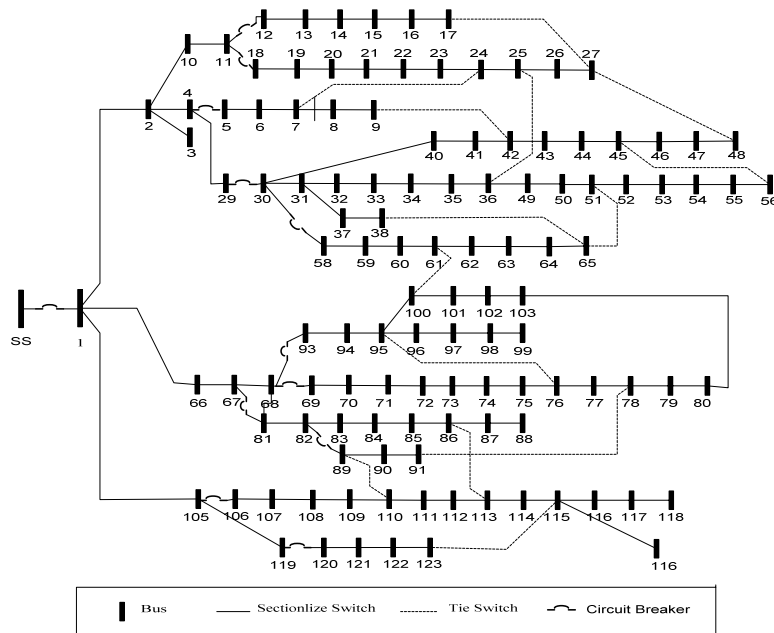 12 13 14 15 16 17
10 11 18 19 20 21 22 23 24 25 26 27
4
2 5 6 7 8 9
3
40 41 42 43 44 45 46 47 48
29 30 31 32 33 34 35 36 49 50 51 52 53 54 55 56
37 38
58 59 60 61 62 63 64 65
100 101 102 103
SS 1
93 94 95 96 97 98 99
66 67 68 69 70 71 72 73 74 75 76 77 78 79 80
81 82 83 84 85 86 87 88
89 90 91
105 106 107 108 109 110 111 112 113 114 115 116 117 118
119 120 121 122 123 116
Bus Sectionlize Switch Tie Switch Circuit Breaker